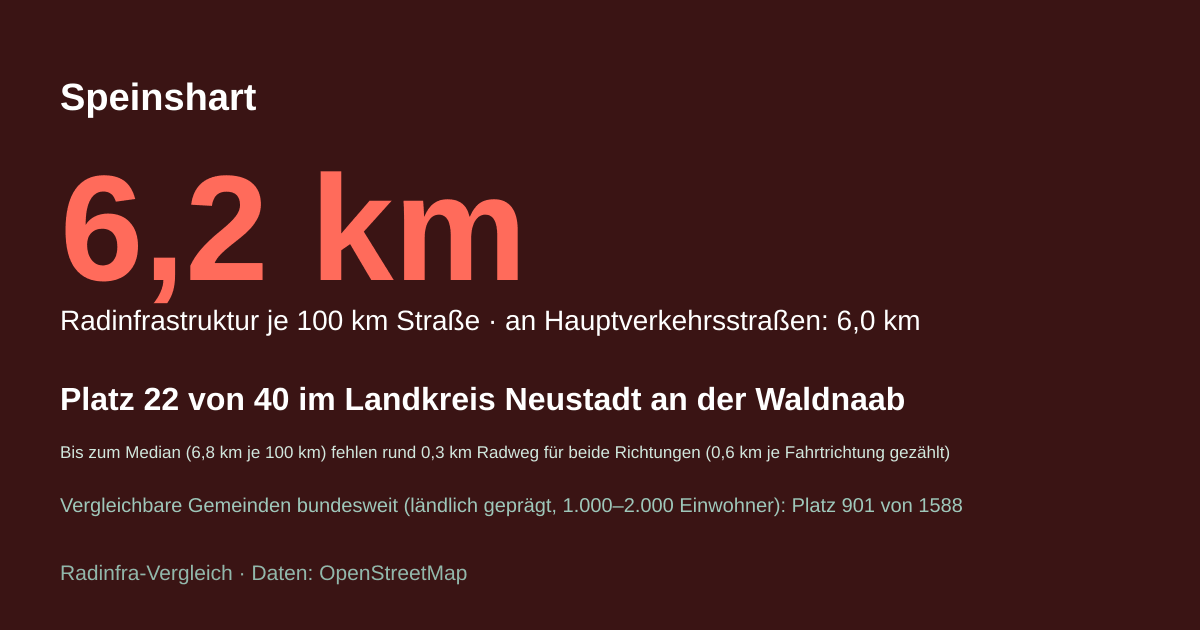 Speinshart
6,2 km
Radinfrastruktur je 100 km Straße · an Hauptverkehrsstraßen: 6,0 km
Platz 22 von 40 im Landkreis Neustadt an der Waldnaab
Bis zum Median (6,8 km je 100 km) fehlen rund 0,3 km Radweg für beide Richtungen (0,6 km je Fahrtrichtung gezählt)
Vergleichbare Gemeinden bundesweit (ländlich geprägt, 1.000–2.000 Einwohner): Platz 901 von 1588
Radinfra-Vergleich · Daten: OpenStreetMap